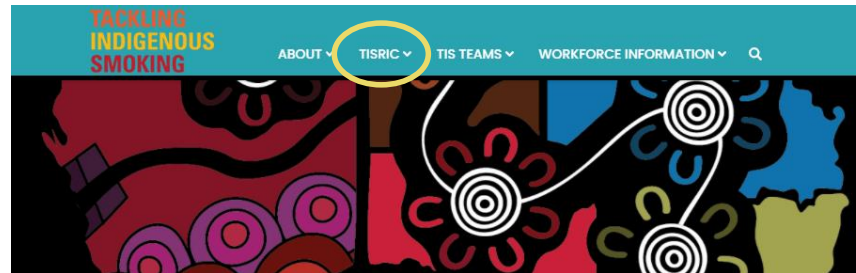 TACKLING
INDIGENOUS
SMOKING
ABOUT TISRIC TIS TEAMS WORKFORCE INFORMATION